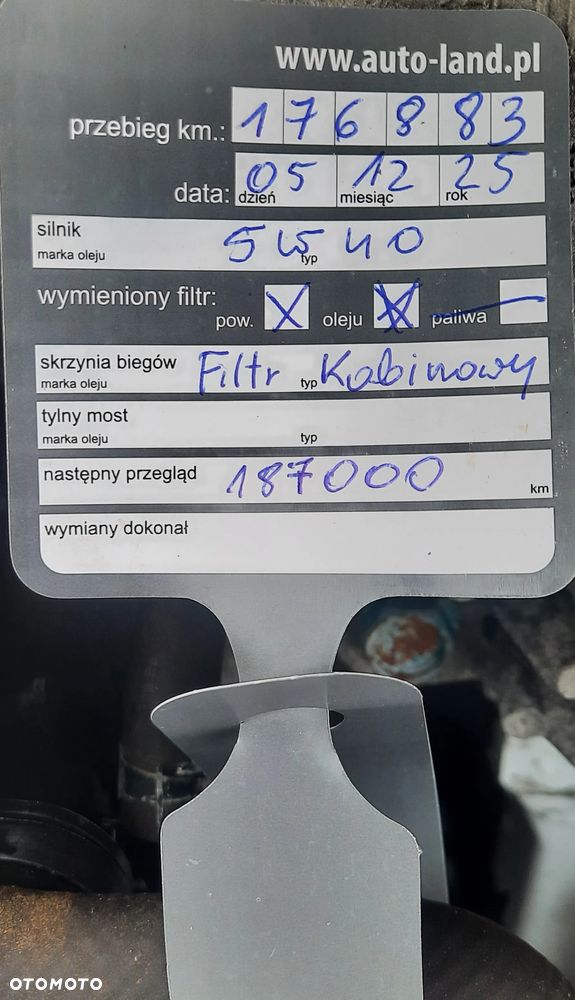 www.auto-land.pl
przebieg km.: 176883
data: 05 dzień 12 miesiąc 25 rok
silnik
marka oleju typ 5W40
wymieniony filtr:
pow. X oleju X paliwa
skrzynia biegów
marka oleju Filtr typ Kabinowy
tylny most
marka oleju typ
następny przegląd 187000 km
wymiany dokonał
OTOMOTO